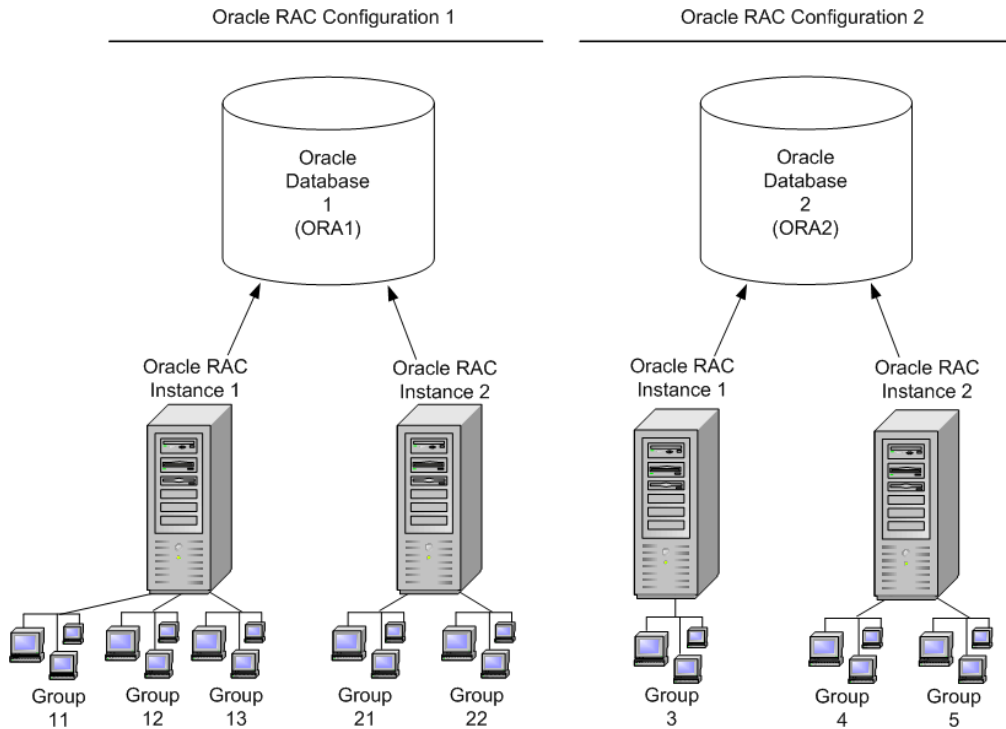 Oracle RAC Configuration 1
Oracle RAC Configuration 2
Oracle
Database
1
(ORA1)
Oracle
Database
2
(ORA2)
Oracle RAC
Instance 1
Oracle RAC
Instance 2
Oracle RAC
Instance 1
Oracle RAC
Instance 2
Group
11
Group
12
Group
13
Group
21
Group
22
Group
3
Group
4
Group
5